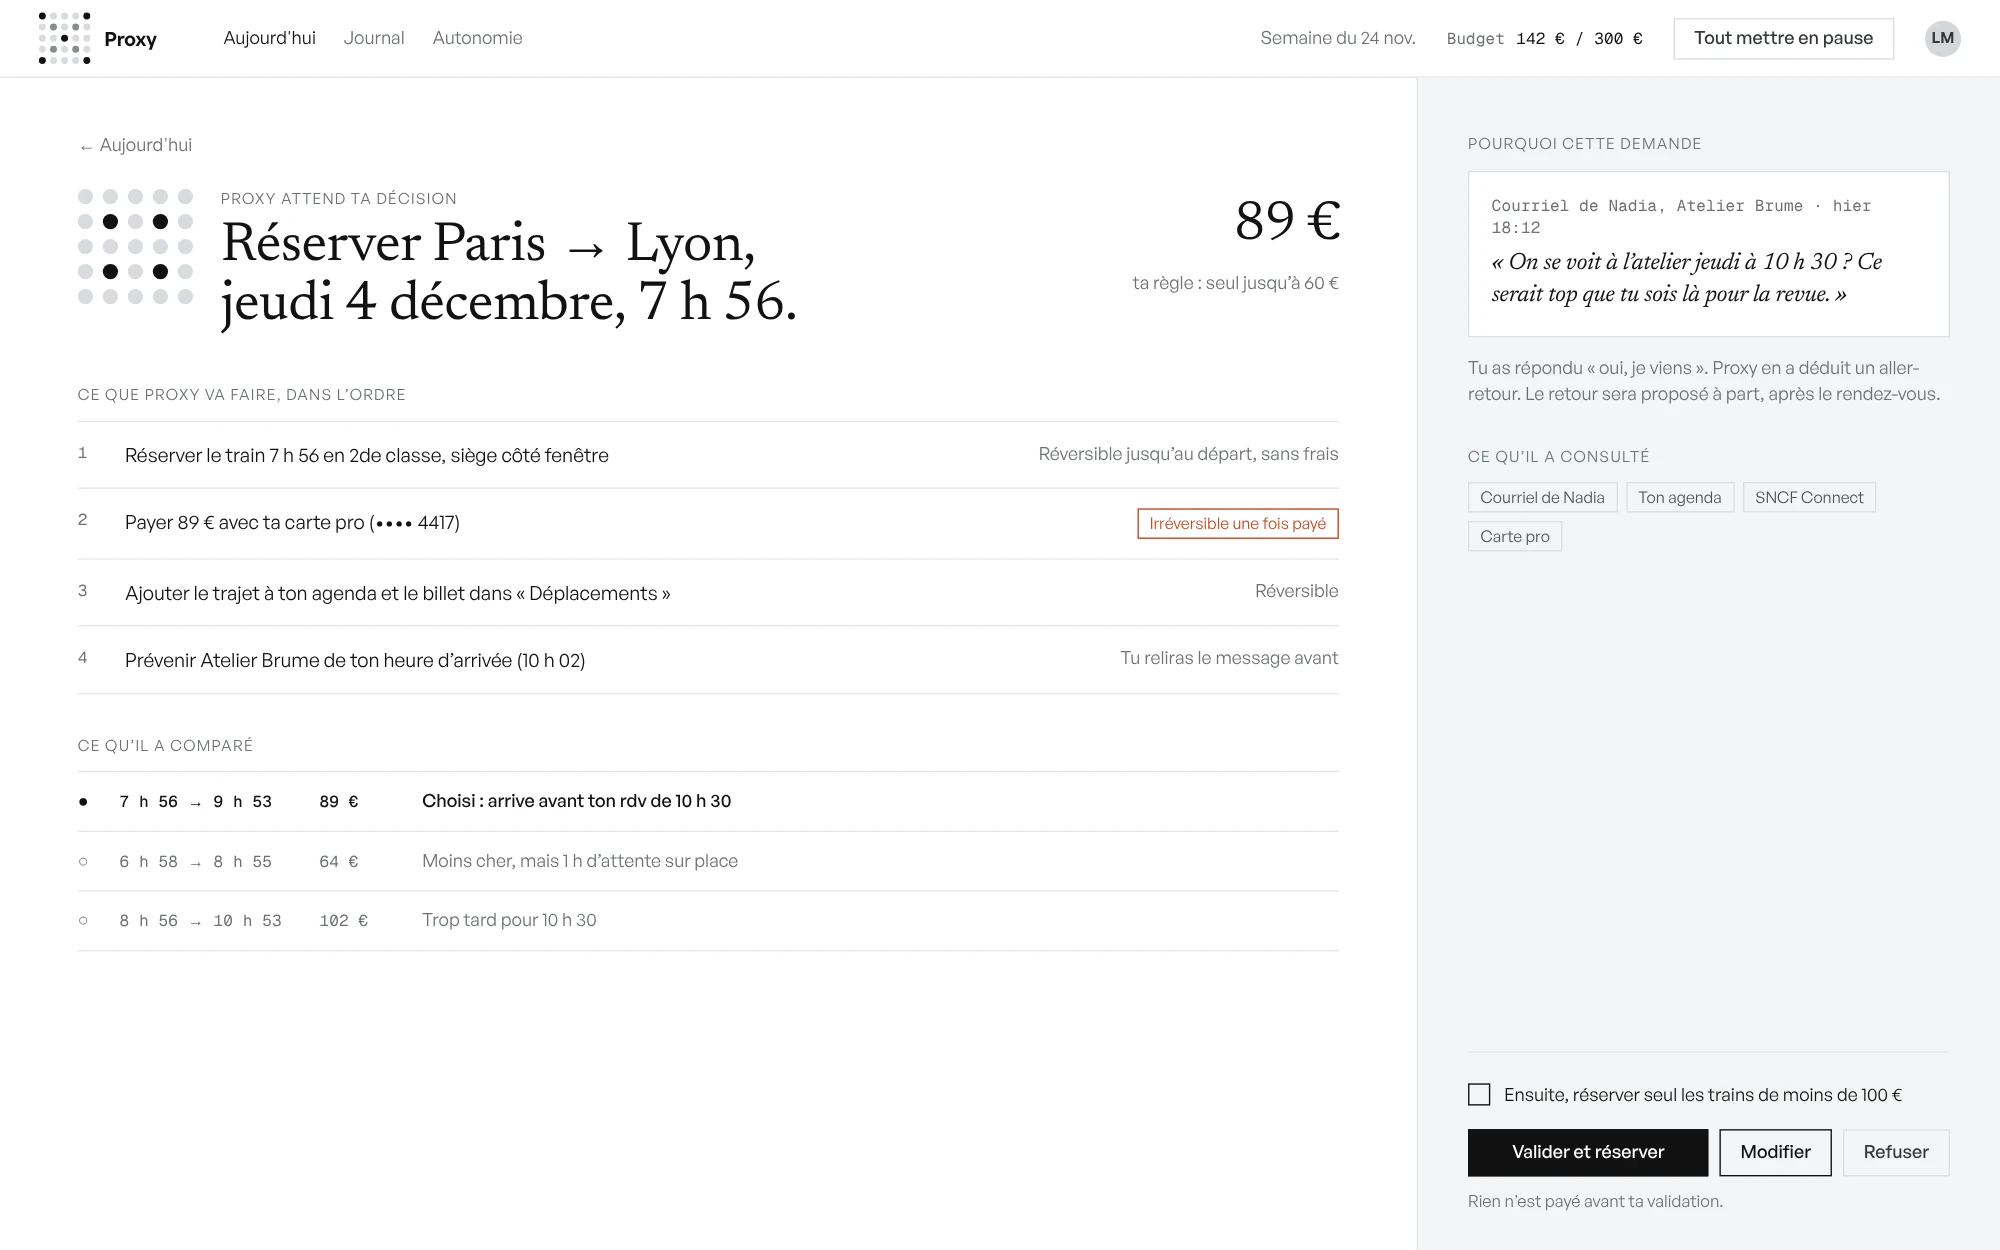 Proxy
Aujourd'hui
Journal
Autonomie
Semaine du 24 nov.
Budget 142 € / 300 €
Tout mettre en pause
LM
← Aujourd'hui
PROXY ATTEND TA DÉCISION
Réserver Paris → Lyon,
jeudi 4 décembre, 7 h 56.
89 €
ta règle : seul jusqu’à 60 €
CE QUE PROXY VA FAIRE, DANS L’ORDRE
1 Réserver le train 7 h 56 en 2de classe, siège côté fenêtre Réversible jusqu’au départ, sans frais
2 Payer 89 € avec ta carte pro (•••• 4417) Irréversible une fois payé
3 Ajouter le trajet à ton agenda et le billet dans « Déplacements » Réversible
4 Prévenir Atelier Brume de ton heure d’arrivée (10 h 02) Tu reliras le message avant
CE QU’IL A COMPARÉ
● 7 h 56 → 9 h 53 89 € Choisi : arrive avant ton rdv de 10 h 30
○ 6 h 58 → 8 h 55 64 € Moins cher, mais 1 h d’attente sur place
○ 8 h 56 → 10 h 53 102 € Trop tard pour 10 h 30
POURQUOI CETTE DEMANDE
Courriel de Nadia, Atelier Brume · hier
18:12
« On se voit à l’atelier jeudi à 10 h 30 ? Ce
serait top que tu sois là pour la revue. »
Tu as répondu « oui, je viens ». Proxy en a déduit un aller-
retour. Le retour sera proposé à part, après le rendez-vous.
CE QU’IL A CONSULTÉ
Courriel de Nadia
Ton agenda
SNCF Connect
Carte pro
Ensuite, réserver seul les trains de moins de 100 €
Valider et réserver
Modifier
Refuser
Rien n’est payé avant ta validation.